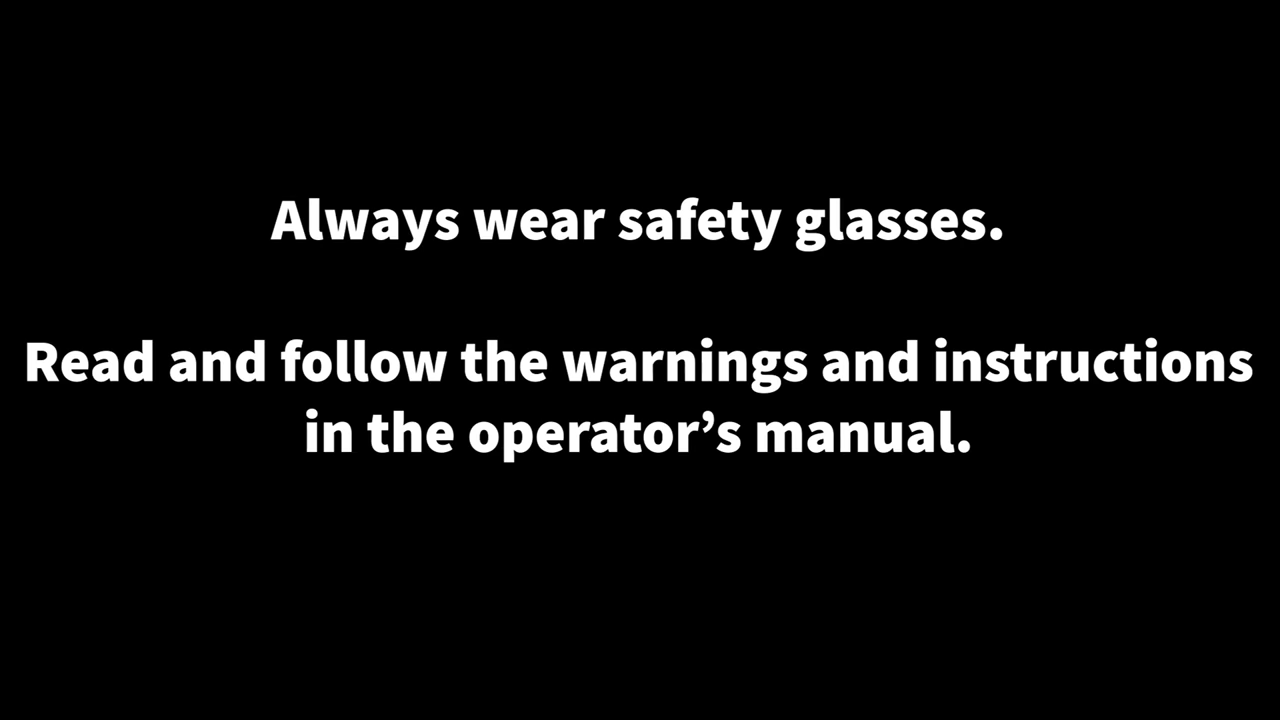 Always wear safety glasses.
Read and follow the warnings and instructions
in the operator’s manual.